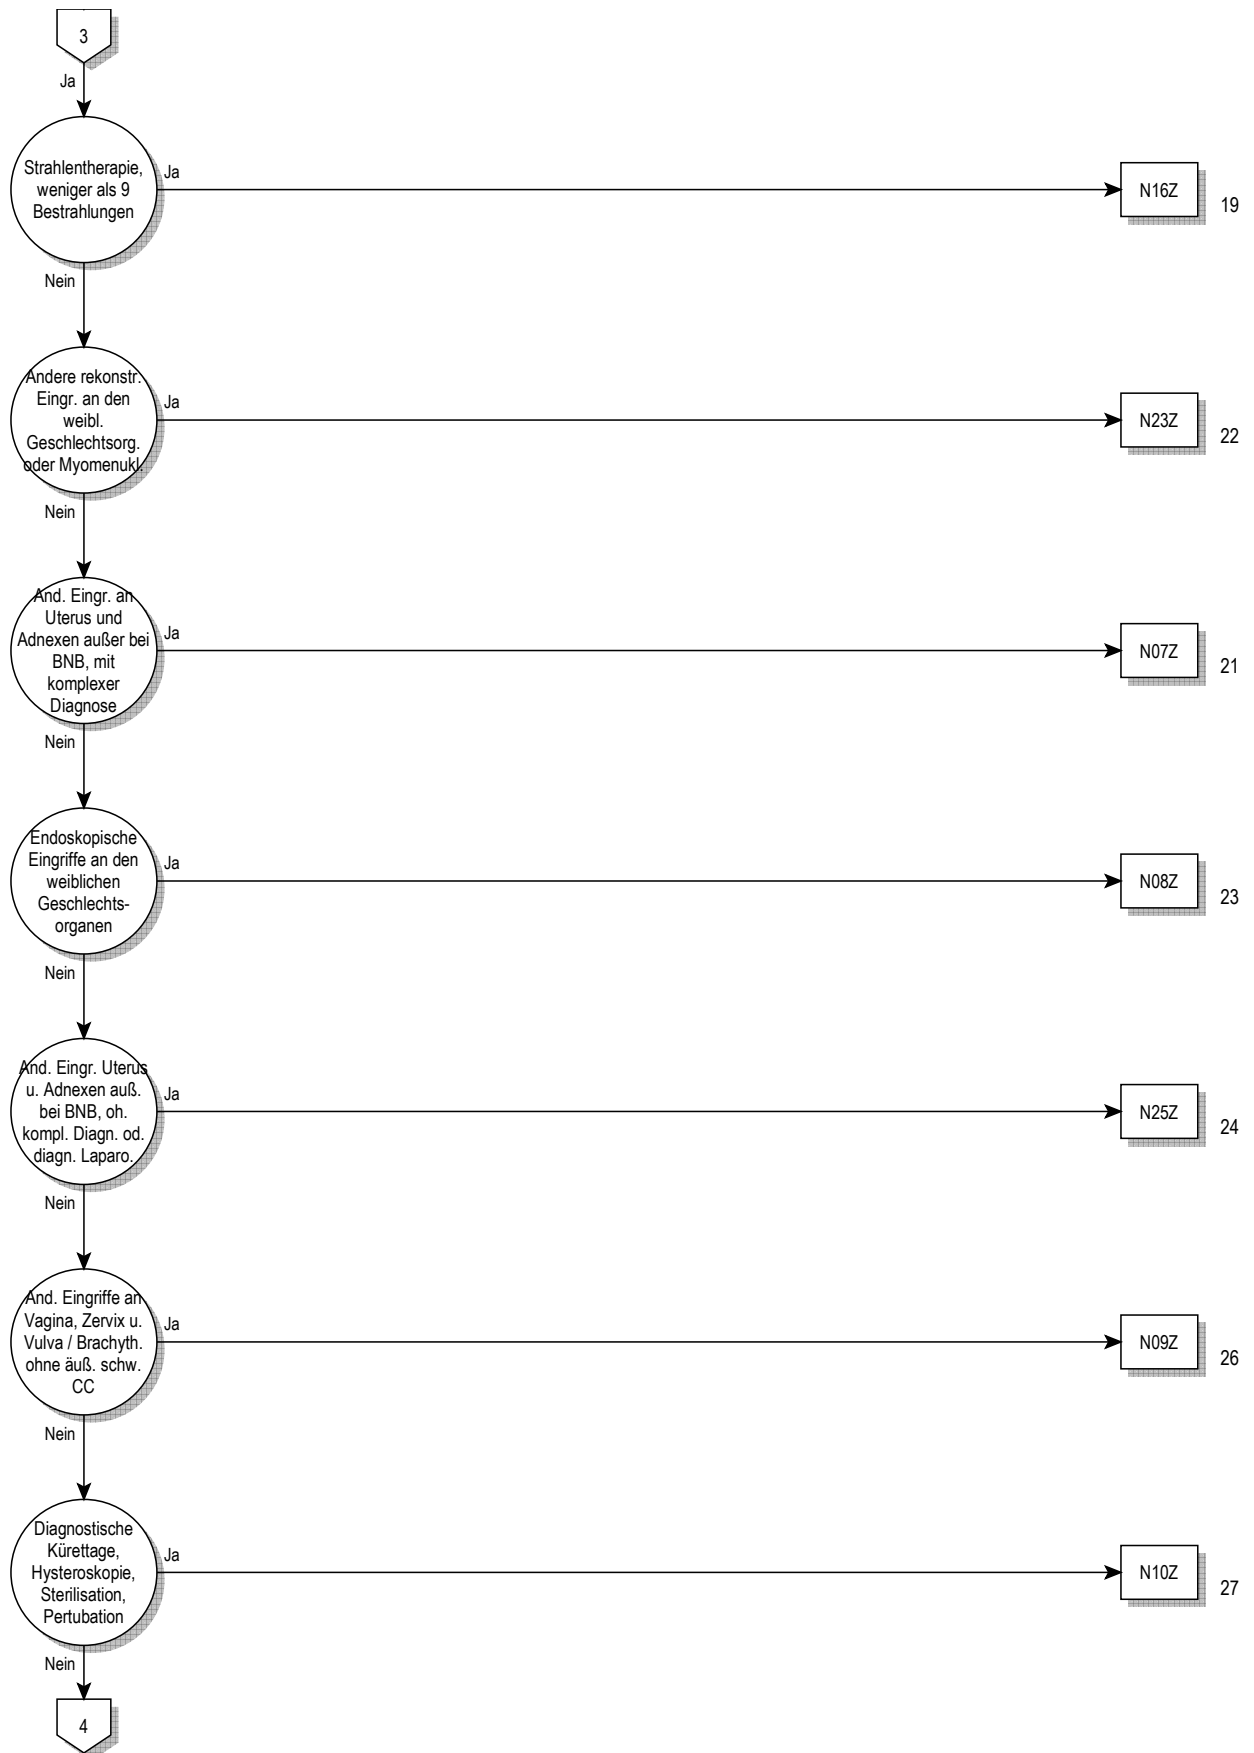 3
Ja
Strahlentherapie,
weniger als 9
Bestrahlungen
Ja
N16Z
19
Nein
Andere rekonstr.
Eingr. an den
weibl.
Geschlechtsorg.
oder Myomenukl.
Ja
N23Z
22
Nein
And. Eingr. an
Uterus und
Adnexen außer bei
BNB, mit
komplexer
Diagnose
Ja
N07Z
21
Nein
Endoskopische
Eingriffe an den
weiblichen
Geschlechts-
organen
Ja
N08Z
23
Nein
And. Eingr. Uterus
u. Adnexen auß.
bei BNB, oh.
kompl. Diagn. od.
diagn. Laparo.
Ja
N25Z
24
Nein
And. Eingriffe an
Vagina, Zervix u.
Vulva / Brachyth.
ohne äuß. schw.
CC
Ja
N09Z
26
Nein
Diagnostische
Kürettage,
Hysteroskopie,
Sterilisation,
Pertubation
Ja
N10Z
27
Nein
4